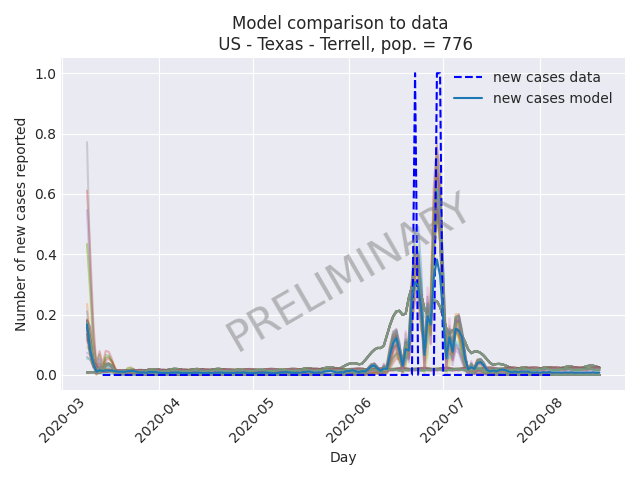 Model comparison to data
US - Texas - Terrell, pop. = 776
new cases data
new cases model
PRELIMINARY
Number of new cases reported
1.0
0.8
0.6
0.4
0.2
0.0
2020-03
2020-04
2020-05
2020-06
2020-07
2020-08
Day